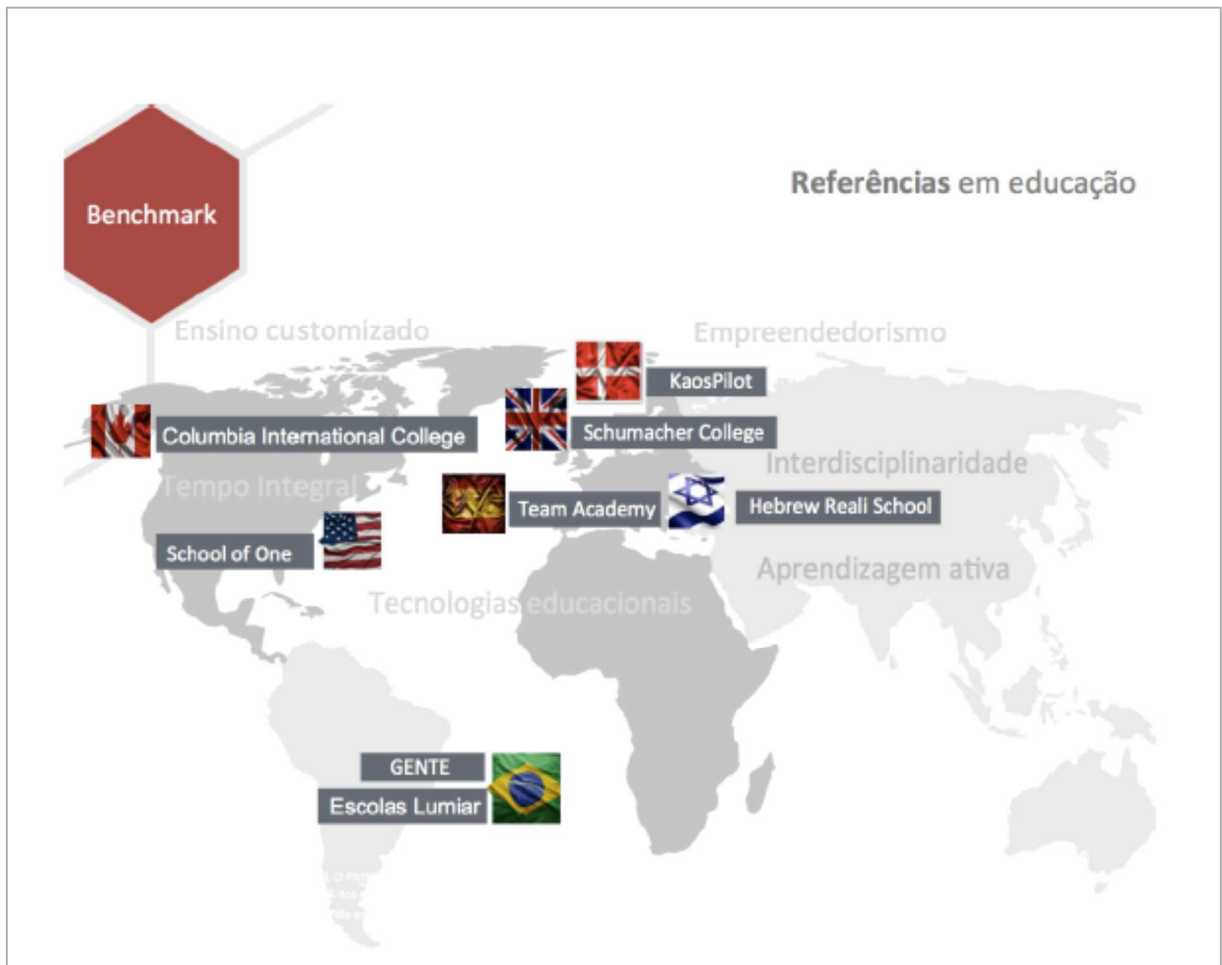 Benchmark
Referências em educação
Ensino customizado
Empreendedorismo
KaosPilot
Columbia International College
Schumacher College
Interdisciplinaridade
Tempo Integral
Team Academy
Hebrew Reali School
School of One
Aprendizagem ativa
Tecnologias educacionais
GENTE
Escolas Lumiar